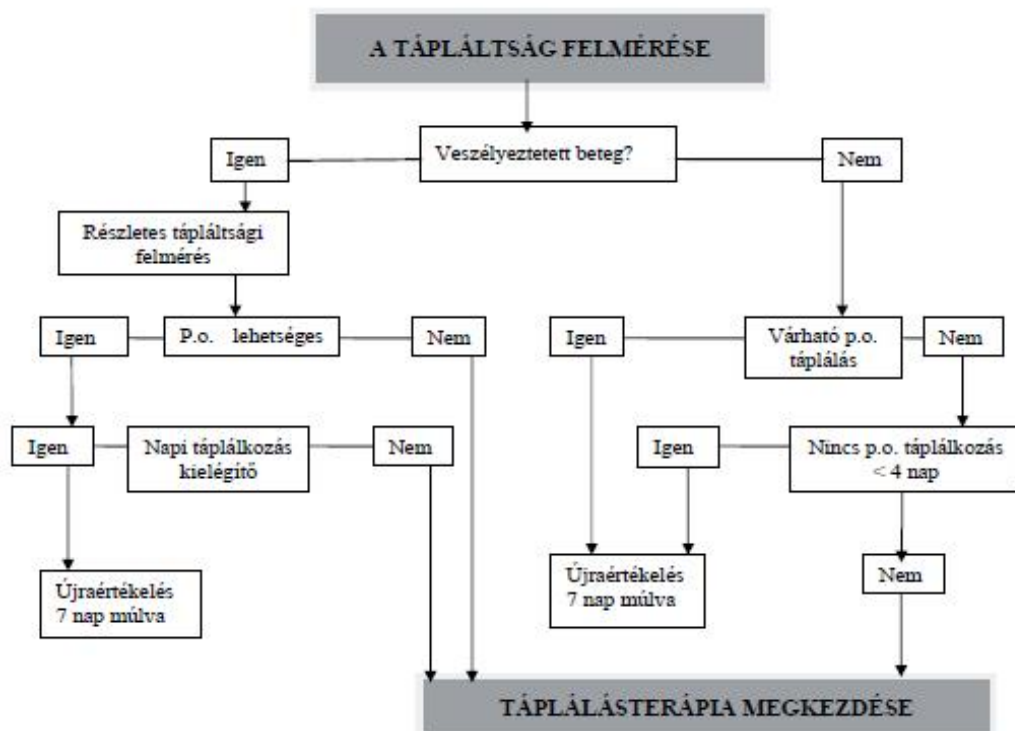 A TÁPLÁLTSÁG FELMÉRÉSE
Igen
Veszélyeztetett beteg?
Nem
Részletes tápláltsági
felmérés
Igen
P.o. lehetséges
Nem
Igen
Várható p.o.
táplálás
Nem
Igen
Napi táplálkozás
kielégítő
Nem
Igen
Nincs p.o. táplálkozás
< 4 nap
Újraértékelés
7 nap múlva
Újraértékelés
7 nap múlva
Nem
TÁPLÁLÁSTERÁPIA MEGKEZDÉSE